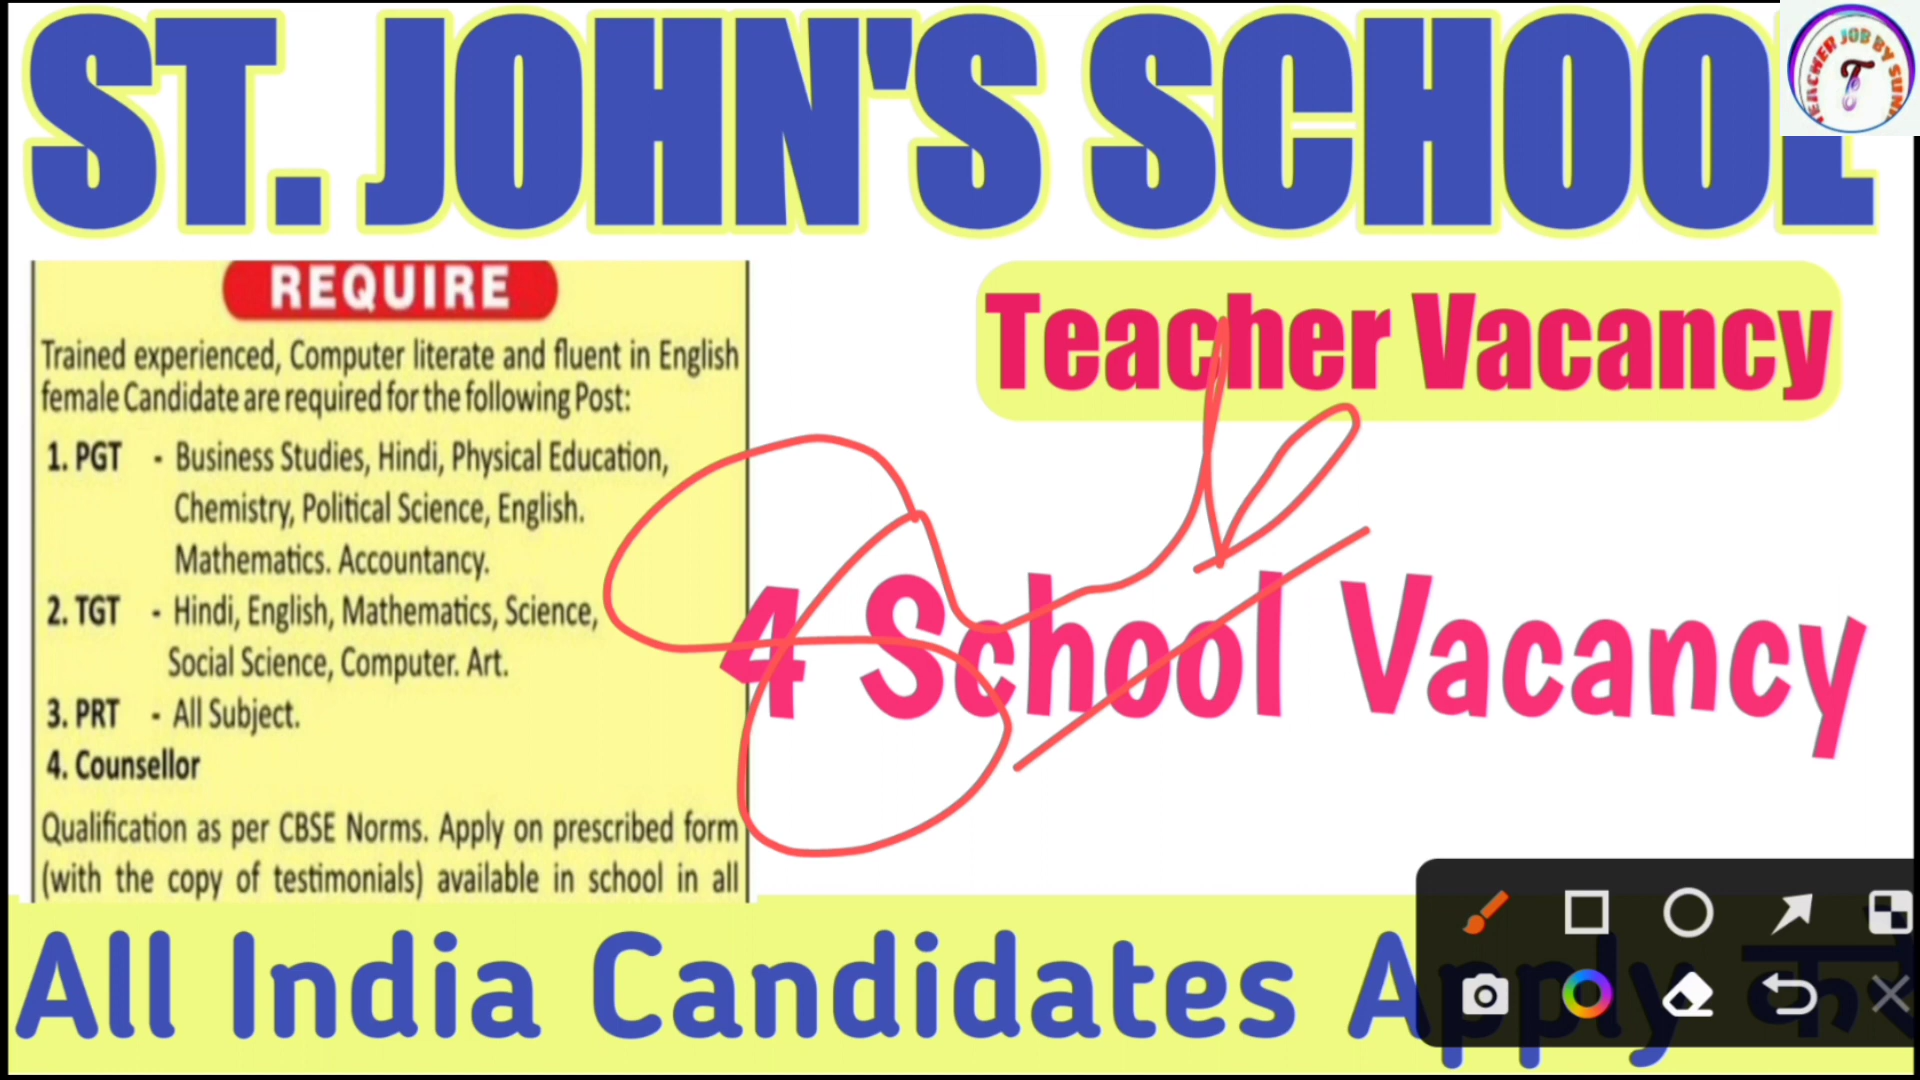 ST. JOHN'S SCHOOL
TEACHER JOB BY
T
REQUIRE
Teacher Vacancy
Trained experienced, Computer literate and fluent in English
female Candidate are required for the following Post:
1. PGT - Business Studies, Hindi, Physical Education,
Chemistry, Political Science, English.
Mathematics. Accountancy.
2. TGT - Hindi, English, Mathematics, Science,
Social Science, Computer. Art.
3. PRT - All Subject.
4. Counsellor
Qualification as per CBSE Norms. Apply on prescribed form
(with the copy of testimonials) available in school in all
4 School Vacancy
All India Candidates Apply करे